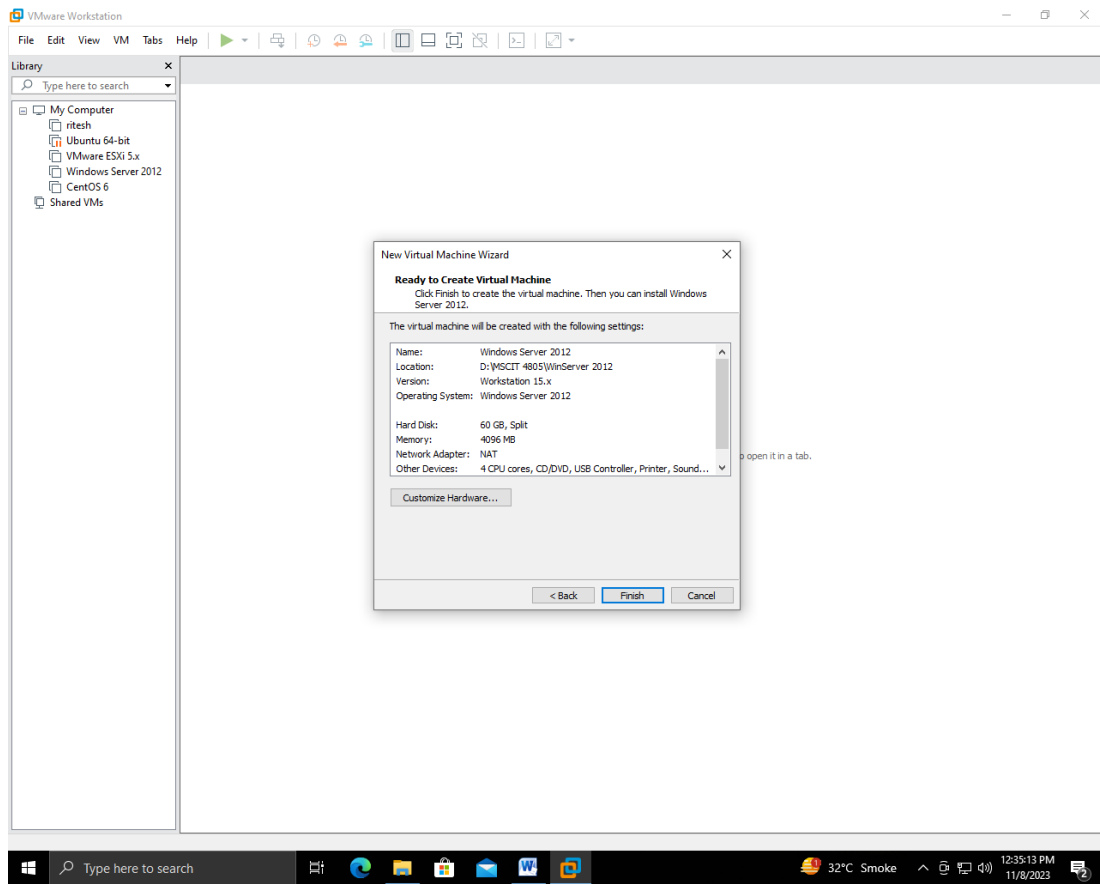 VMware Workstation
File Edit View VM Tabs Help
Library
Type here to search
My Computer
ritesh
Ubuntu 64-bit
VMware ESXi 5.x
Windows Server 2012
CentOS 6
Shared VMs
New Virtual Machine Wizard
Ready to Create Virtual Machine
Click Finish to create the virtual machine. Then you can install Windows
Server 2012.
The virtual machine will be created with the following settings:
Name: Windows Server 2012
Location: D:\MSCIT 4805\WinServer 2012
Version: Workstation 15.x
Operating System: Windows Server 2012
Hard Disk: 60 GB, Split
Memory: 4096 MB
Network Adapter: NAT
Other Devices: 4 CPU cores, CD/DVD, USB Controller, Printer, Sound...
o open it in a tab.
Customize Hardware...
< Back Finish Cancel
Type here to search
1
32°C Smoke
12:35:13 PM
11/8/2023
2